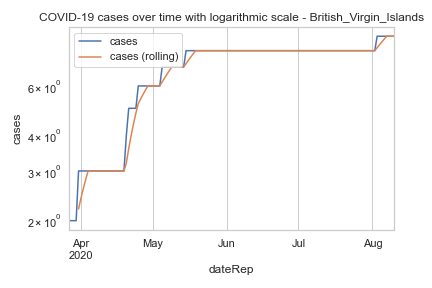 COVID-19 cases over time with logarithmic scale - British_Virgin_Islands
cases
cases (rolling)
6 × 10⁰
4 × 10⁰
3 × 10⁰
2 × 10⁰
cases
Apr May Jun Jul Aug
2020
dateRep